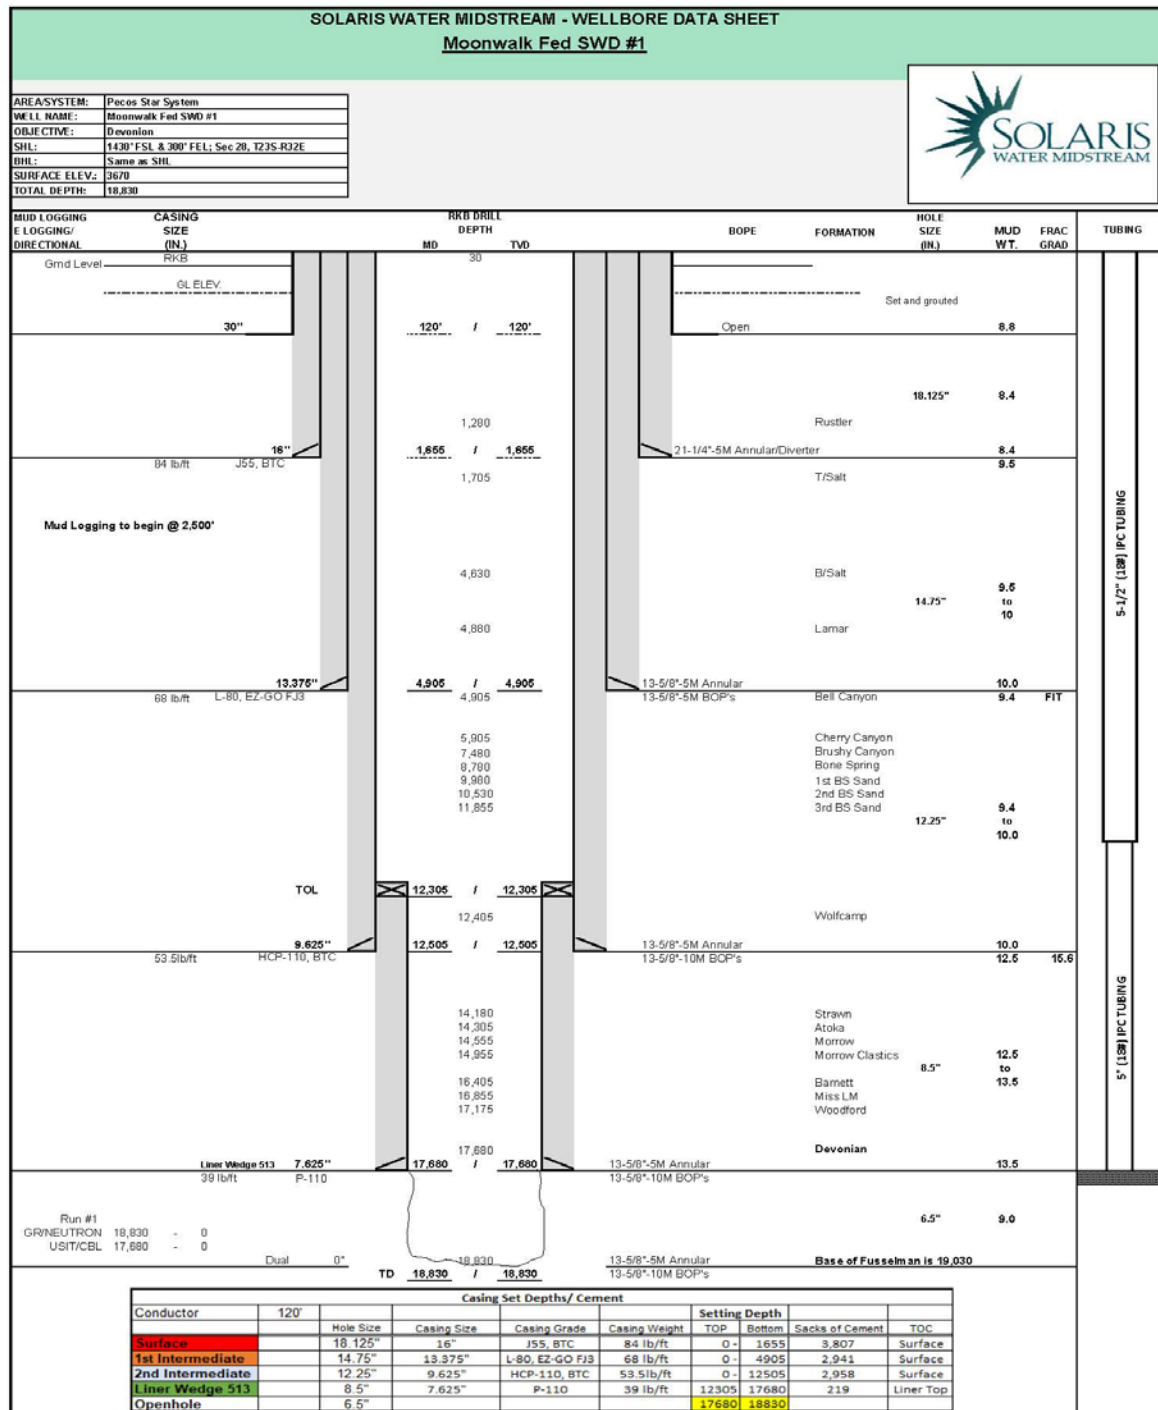 SOLARIS WATER MIDSTREAM - WELLBORE DATA SHEET
Moonwalk Fed SWD #1
SOLARIS
WATER MIDSTREAM
AREA/SYSTEM: Pecos Star System
WELL NAME: Moonwalk Fed SWD #1
OBJECTIVE: Devonion
SHL: 1430' FSL & 300' FEL; Sec 28, T23S-R32E
BHL: Same as SHL
SURFACE ELEV.: 3670
TOTAL DEPTH: 18,830
MUD LOGGING CASING RKB DRILL HOLE
E LOGGING/ SIZE DEPTH BOPE FORMATION SIZE MUD FRAC TUBING
DIRECTIONAL (IN.) MD TVD (IN.) WT. GRAD
RKB 30
Grnd Level
GL ELEV.
Set and grouted
30" 120' / 120' Open 8.8
18.125" 8.4
1,280 Rustler
16" 1,655 / 1,655 21-1/4"-5M Annular/Diverter 8.4
84 lb/ft J55, BTC 9.5
1,705 T/Salt
Mud Logging to begin @ 2,500'
4,630 B/Salt
9.5
14.75" to
10
4,880 Lamar
13.375" 4,905 / 4,905 13-5/8"-5M Annular 10.0
68 lb/ft L-80, EZ-GO FJ3 4,905 13-5/8"-5M BOP's Bell Canyon 9.4 FIT
5,905 Cherry Canyon
7,480 Brushy Canyon
8,780 Bone Spring
9,980 1st BS Sand
10,530 2nd BS Sand
11,855 3rd BS Sand 9.4
12.25" to
10.0
5-1/2" (18#) IPC TUBING
TOL 12,305 / 12,305
12,405 Wolfcamp
9.625" 12,505 / 12,505 13-5/8"-5M Annular 10.0
53.5lb/ft HCP-110, BTC 13-5/8"-10M BOP's 12.5 15.6
14,180 Strawn
14,305 Atoka
14,555 Morrow
14,955 Morrow Clastics 12.5
8.5" to
16,405 Barnett 13.5
16,855 Miss LM
17,175 Woodford
5" (18#) IPC TUBING
17,680 Devonian
Liner Wedge 513 7.625" 17,680 / 17,680 13-5/8"-5M Annular 13.5
39 lb/ft P-110 13-5/8"-10M BOP's
Run #1 6.5" 9.0
GR/NEUTRON 18,830 - 0
USIT/CBL 17,680 - 0
Dual 0" 18,830 13-5/8"-5M Annular Base of Fusselman is 19,030
TD 18,830 / 18,830 13-5/8"-10M BOP's
Casing Set Depths/ Cement
Conductor 120' Setting Depth
Hole Size Casing Size Casing Grade Casing Weight TOP Bottom Sacks of Cement TOC
Surface 18.125" 16" J55, BTC 84 lb/ft 0 - 1655 3,807 Surface
1st Intermediate 14.75" 13.375" L-80, EZ-GO FJ3 68 lb/ft 0 - 4905 2,941 Surface
2nd Intermediate 12.25" 9.625" HCP-110, BTC 53.5lb/ft 0 - 12505 2,958 Surface
Liner Wedge 513 8.5" 7.625" P-110 39 lb/ft 12305 17680 219 Liner Top
Openhole 6.5" 17680 18830